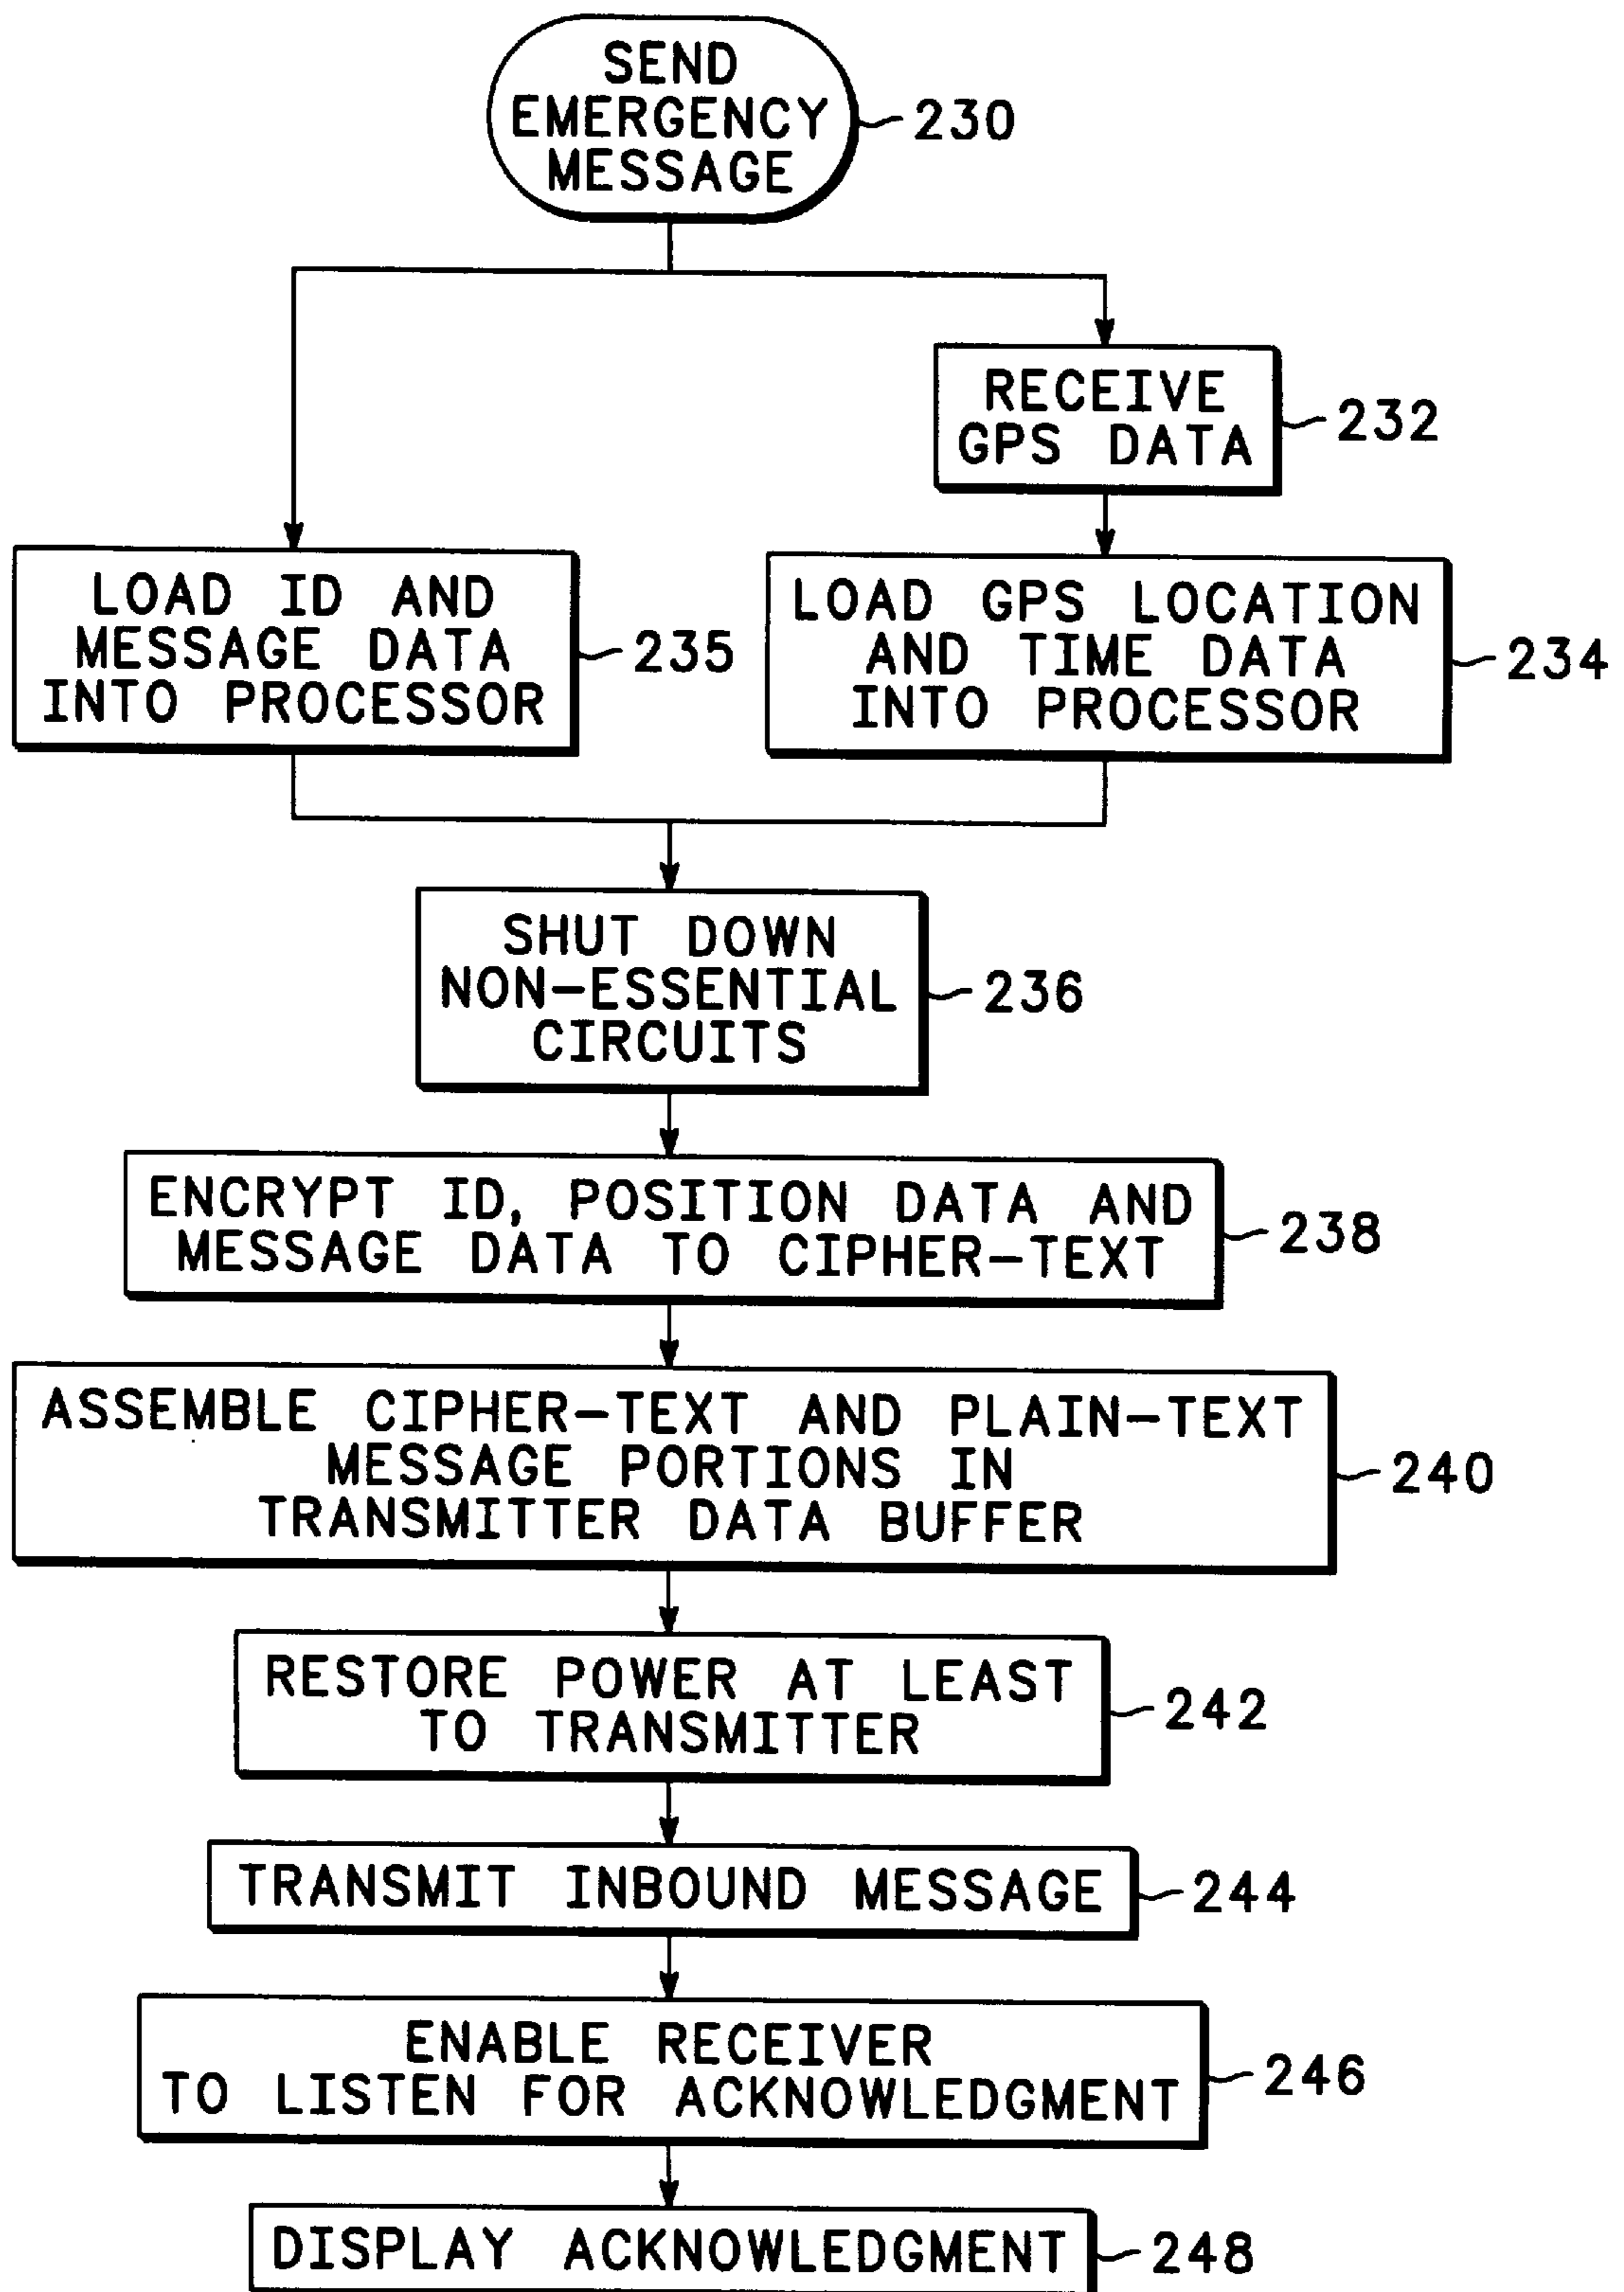 SEND
EMERGENCY
MESSAGE
230
RECEIVE
GPS DATA
232
LOAD ID AND
MESSAGE DATA
INTO PROCESSOR
235
LOAD GPS LOCATION
AND TIME DATA
INTO PROCESSOR
234
SHUT DOWN
NON-ESSENTIAL
CIRCUITS
236
ENCRYPT ID, POSITION DATA AND
MESSAGE DATA TO CIPHER-TEXT
238
ASSEMBLE CIPHER-TEXT AND PLAIN-TEXT
MESSAGE PORTIONS IN
TRANSMITTER DATA BUFFER
240
RESTORE POWER AT LEAST
TO TRANSMITTER
242
TRANSMIT INBOUND MESSAGE
244
ENABLE RECEIVER
TO LISTEN FOR ACKNOWLEDGMENT
246
DISPLAY ACKNOWLEDGMENT
248